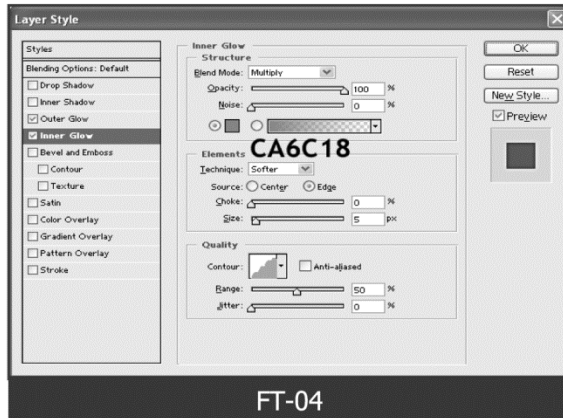 Layer Style
Styles
Blending Options: Default
Drop Shadow
Inner Shadow
Outer Glow
Inner Glow
Bevel and Emboss
Contour
Texture
Satin
Color Overlay
Gradient Overlay
Pattern Overlay
Stroke
Inner Glow
Structure
Blend Mode: Multiply
Opacity: 100 %
Noise: 0 %
CA6C18
Elements
Technique: Softer
Source: Center Edge
Choke: 0 %
Size: 5 px
Quality
Contour: Anti-aliased
Range: 50 %
Jitter: 0 %
OK
Reset
New Style...
Preview
FT-04